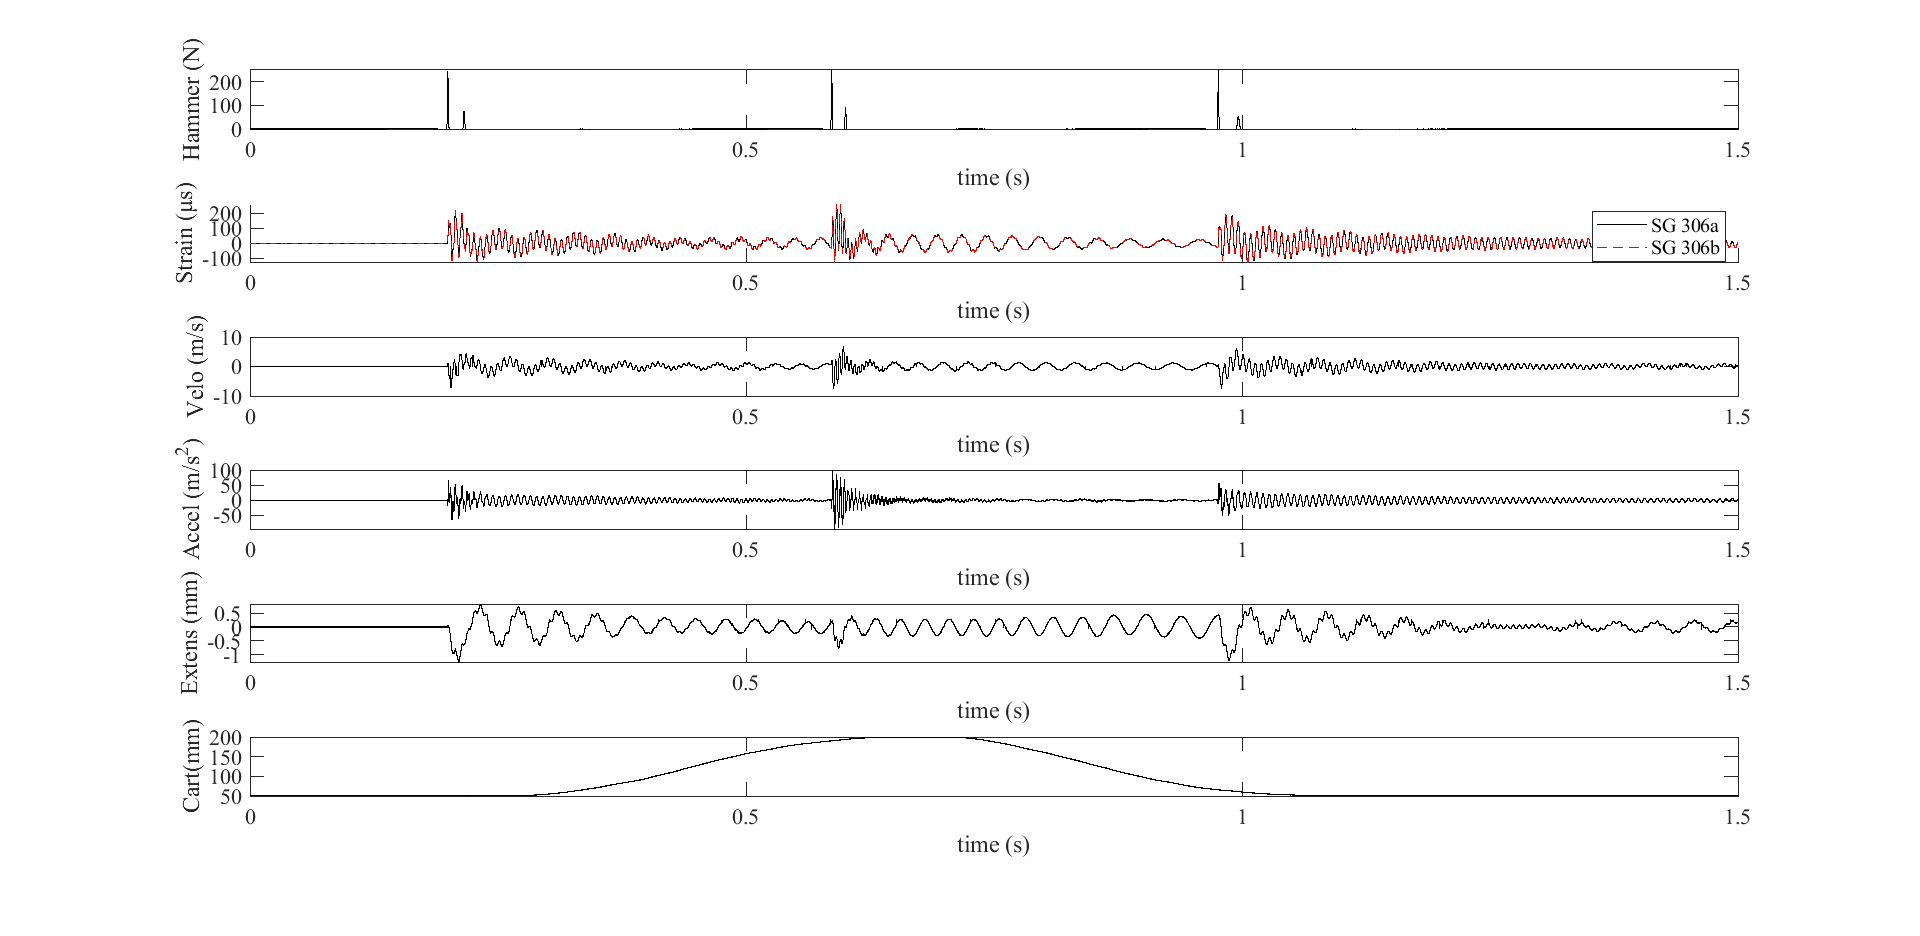 Hammer (N)
200
100
0
0 0.5 1 1.5
time (s)
Strain (μs)
200
100
0
-100
SG 306a
SG 306b
0 0.5 1 1.5
time (s)
Velo (m/s)
10
0
-10
0 0.5 1 1.5
time (s)
Accel (m/s²)
100
50
0
-50
0 0.5 1 1.5
time (s)
Extens (mm)
0.5
0
-0.5
-1
0 0.5 1 1.5
time (s)
Cart(mm)
200
150
100
50
0 0.5 1 1.5
time (s)